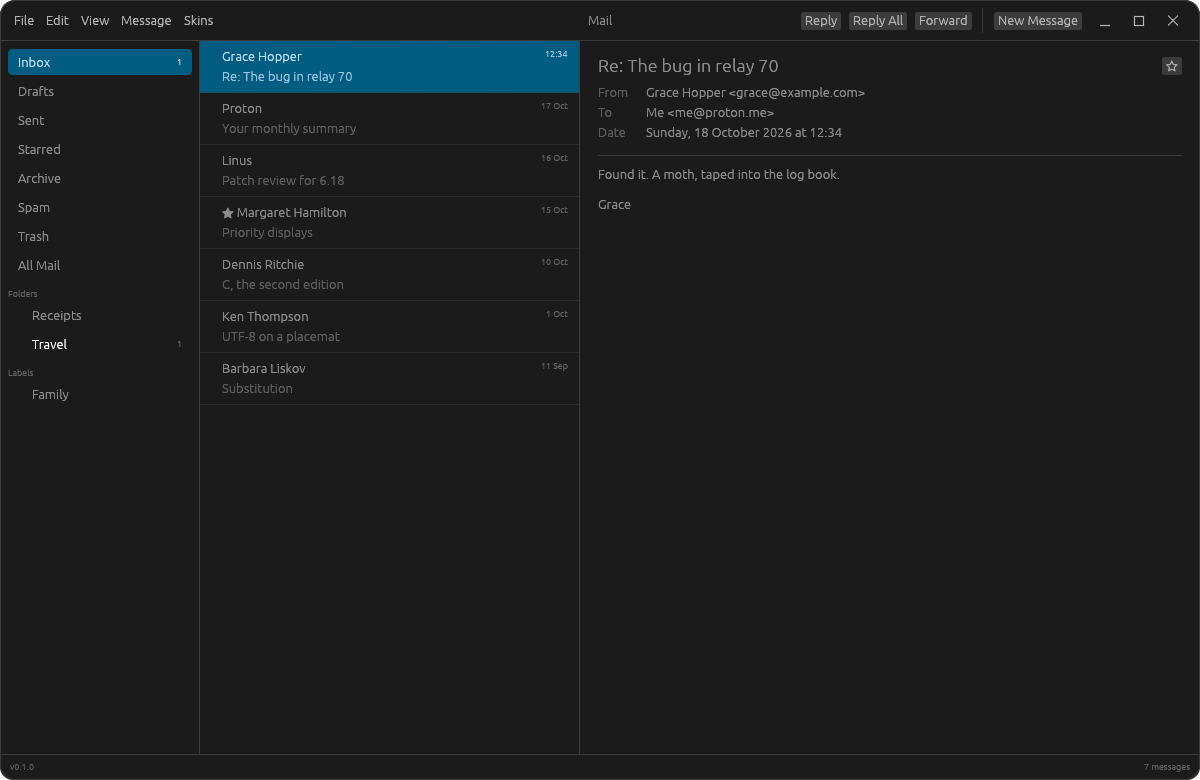 File Edit View Message Skins
Mail
Reply Reply All Forward New Message
Inbox 1
Drafts
Sent
Starred
Archive
Spam
Trash
All Mail
Folders
Receipts
Travel 1
Labels
Family
Grace Hopper 12:34
Re: The bug in relay 70
Proton 17 Oct
Your monthly summary
Linus 16 Oct
Patch review for 6.18
Margaret Hamilton 15 Oct
Priority displays
Dennis Ritchie 10 Oct
C, the second edition
Ken Thompson 1 Oct
UTF-8 on a placemat
Barbara Liskov 11 Sep
Substitution
Re: The bug in relay 70
From Grace Hopper <grace@example.com>
To Me <me@proton.me>
Date Sunday, 18 October 2026 at 12:34
Found it. A moth, taped into the log book.
Grace
v0.1.0
7 messages